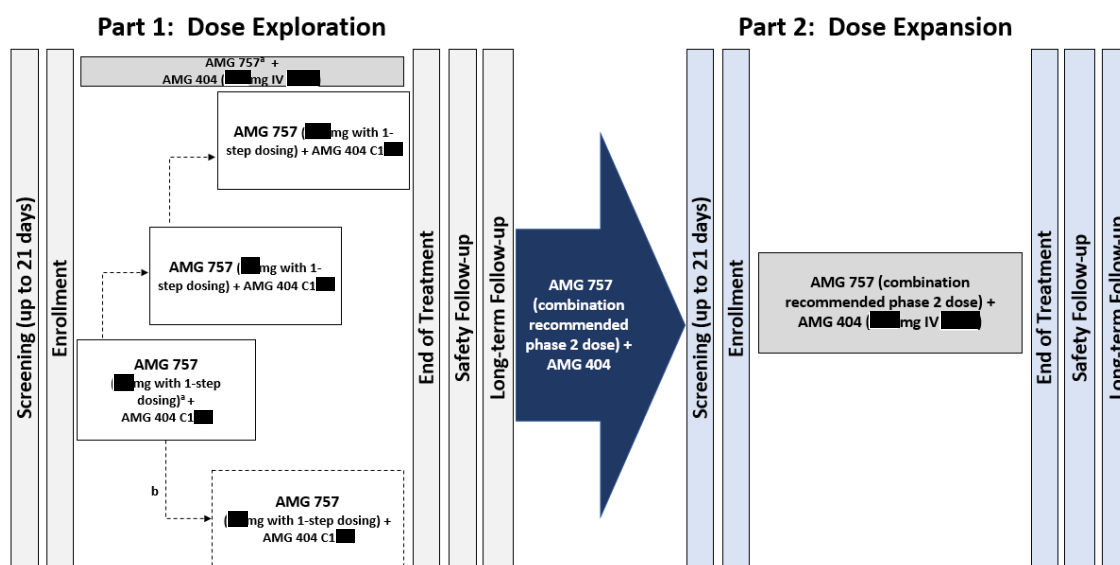 Part 1:  Dose Exploration
Part 2:  Dose Expansion
Screening (up to 21 days)
Enrollment
AMG 757ª +
AMG 404 ( mg IV )
AMG 757 ( mg with 1-
step dosing) + AMG 404 C1
AMG 757 ( mg with 1-
step dosing) + AMG 404 C1
AMG 757
( mg with 1-step
dosing)ª +
AMG 404 C1
b
AMG 757
( mg with 1-step dosing) +
AMG 404 C1
End of Treatment
Safety Follow-up
Long-term Follow-up
AMG 757
(combination
recommended
phase 2 dose) +
AMG 404
Screening (up to 21 days)
Enrollment
AMG 757 (combination
recommended phase 2 dose) +
AMG 404 ( mg IV )
End of Treatment
Safety Follow-up
Long-term Follow-up